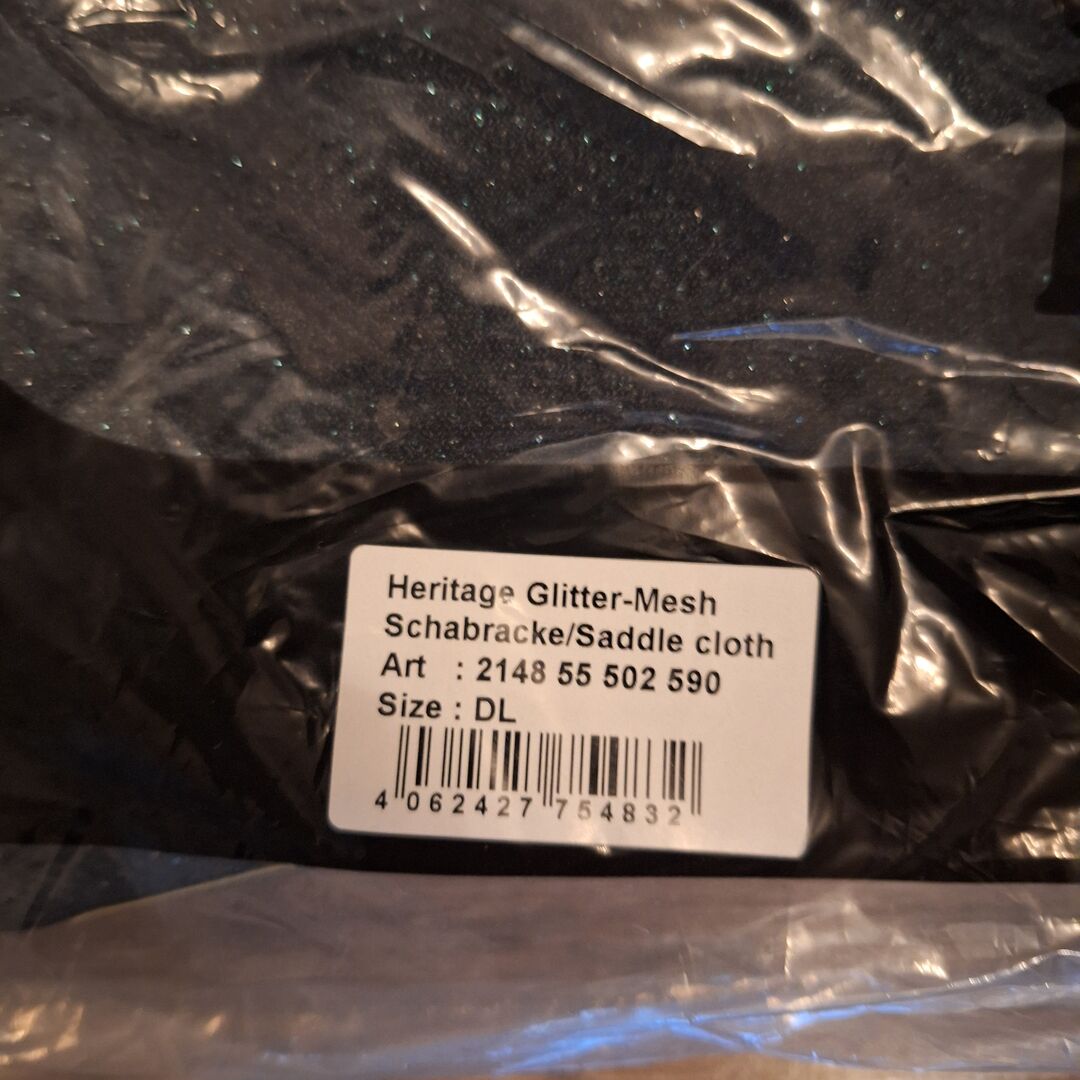 Heritage Glitter-Mesh
Schabracke/Saddle cloth
Art : 2148 55 502 590
Size : DL
4 062427 754832